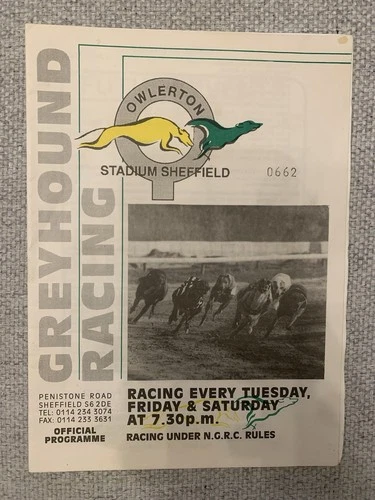 GREYHOUND
RACING
OWLERTON
STADIUM SHEFFIELD
0662
PENISTONE ROAD
SHEFFIELD S6 2DE
TEL: 0114 234 3074
FAX: 0114 233 3631
OFFICIAL
PROGRAMME
RACING EVERY TUESDAY,
FRIDAY & SATURDAY
AT 7.30p.m.
RACING UNDER N.G.R.C. RULES